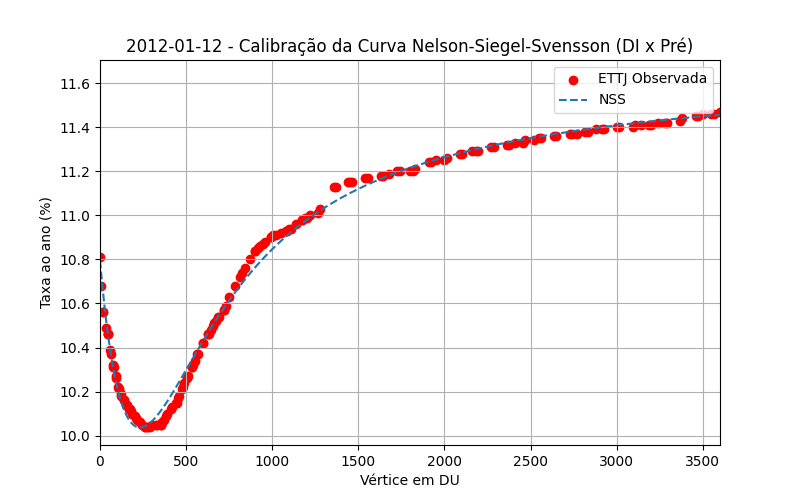 2012-01-12 - Calibração da Curva Nelson-Siegel-Svensson (DI x Pré)
ETTJ Observada
NSS
Taxa ao ano (%)
11.6
11.4
11.2
11.0
10.8
10.6
10.4
10.2
10.0
0 500 1000 1500 2000 2500 3000 3500
Vértice em DU